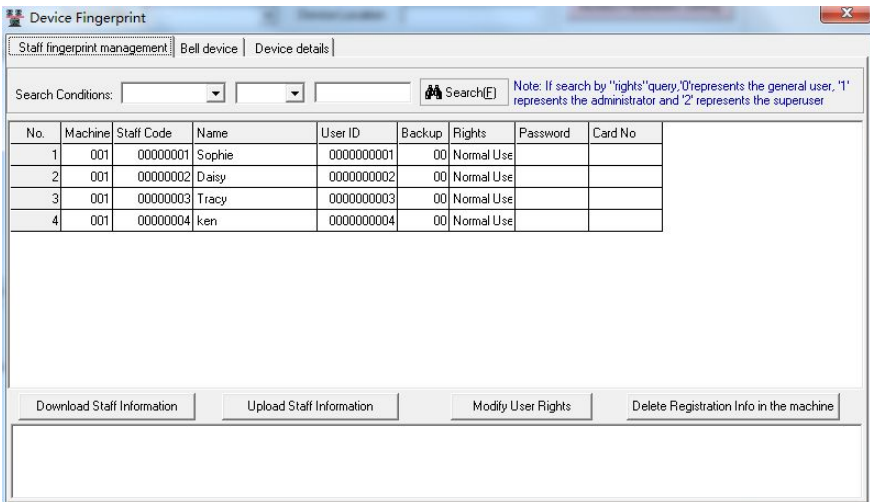 Device Fingerprint
Staff fingerprint management Bell device Device details
Search Conditions: Search(F) Note: If search by "rights"query,'0'represents the general user, '1'
represents the administrator and '2' represents the superuser
No. Machine Staff Code Name User ID Backup Rights Password Card No
1 001 00000001 Sophie 0000000001 00 Normal Use
2 001 00000002 Daisy 0000000002 00 Normal Use
3 001 00000003 Tracy 0000000003 00 Normal Use
4 001 00000004 ken 0000000004 00 Normal Use
Download Staff Information Upload Staff Information Modify User Rights Delete Registration Info in the machine